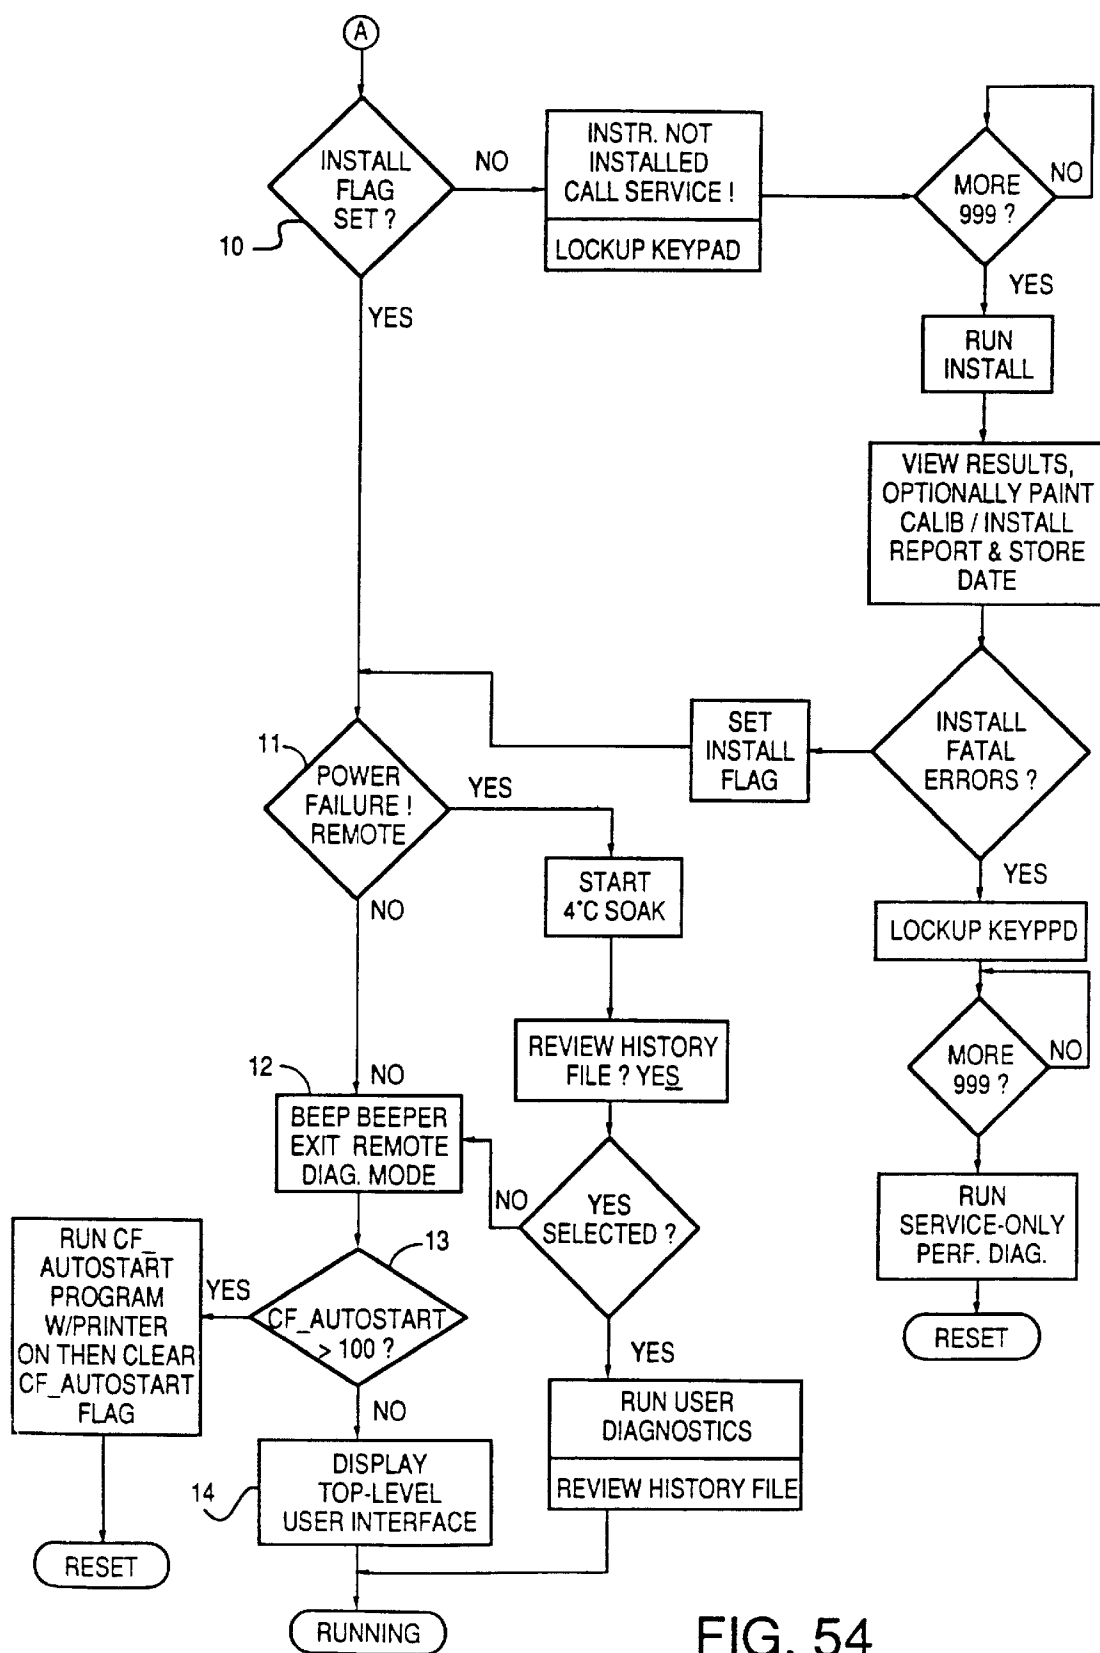 A
INSTALL
FLAG
SET ?
10
NO
INSTR. NOT
INSTALLED
CALL SERVICE !
LOCKUP KEYPAD
MORE
999 ?
NO
YES
YES
RUN
INSTALL
VIEW RESULTS,
OPTIONALLY PAINT
CALIB / INSTALL
REPORT & STORE
DATE
INSTALL
FATAL
ERRORS ?
SET
INSTALL
FLAG
11
POWER
FAILURE !
REMOTE
YES
NO
START
4°C SOAK
YES
LOCKUP KEYPPD
MORE
999 ?
NO
REVIEW HISTORY
FILE ? YES
12
NO
BEEP BEEPER
EXIT REMOTE
DIAG. MODE
NO
YES
SELECTED ?
RUN
SERVICE-ONLY
PERF. DIAG.
RESET
RUN CF_
AUTOSTART
PROGRAM
W/PRINTER
ON THEN CLEAR
CF_AUTOSTART
FLAG
YES
13
CF_AUTOSTART
> 100 ?
NO
YES
RUN USER
DIAGNOSTICS
REVIEW HISTORY FILE
14
DISPLAY
TOP-LEVEL
USER INTERFACE
RESET
RUNNING
FIG. 54